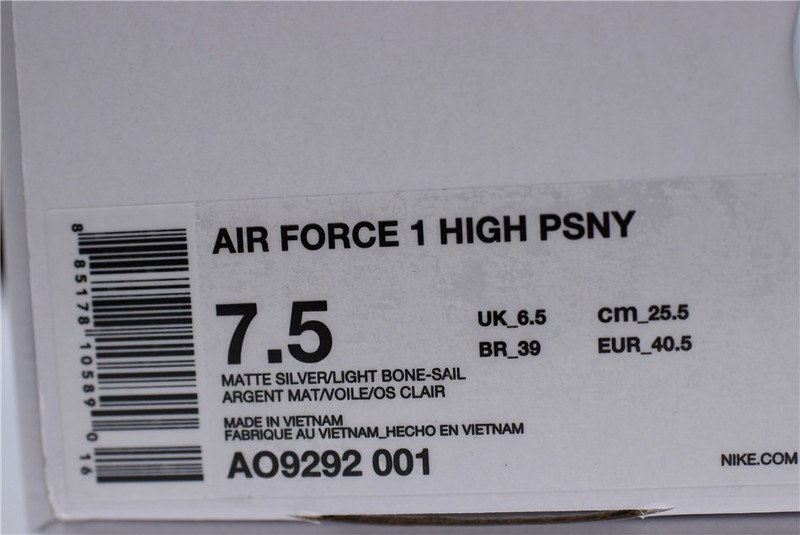 AIR FORCE 1 HIGH PSNY
7.5
UK_6.5 cm_25.5
BR_39 EUR_40.5
MATTE SILVER/LIGHT BONE-SAIL
ARGENT MAT/VOILE/OS CLAIR
MADE IN VIETNAM
FABRIQUE AU VIETNAM_HECHO EN VIETNAM
AO9292 001
NIKE.COM
8 85178 10589 0 16